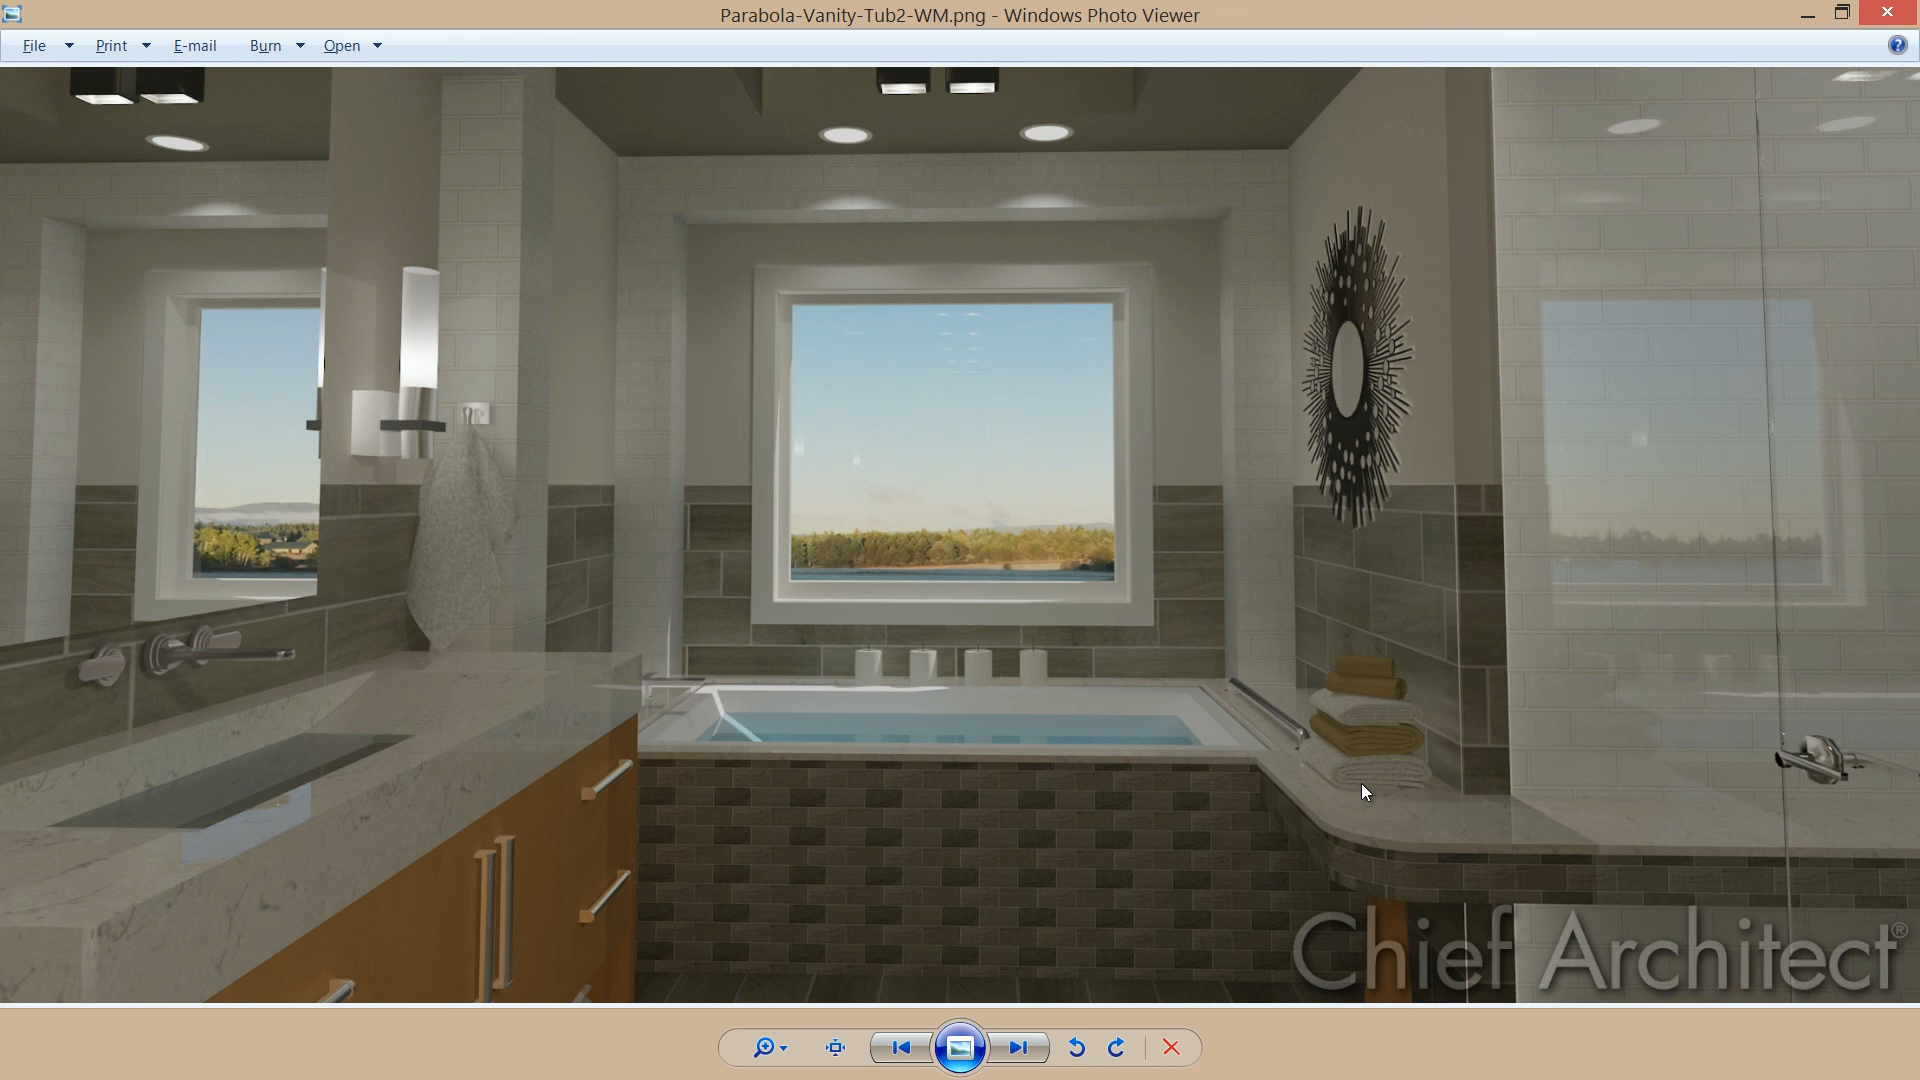 Parabola-Vanity-Tub2-WM.png - Windows Photo Viewer
File Print E-mail Burn Open
Chief Architect®